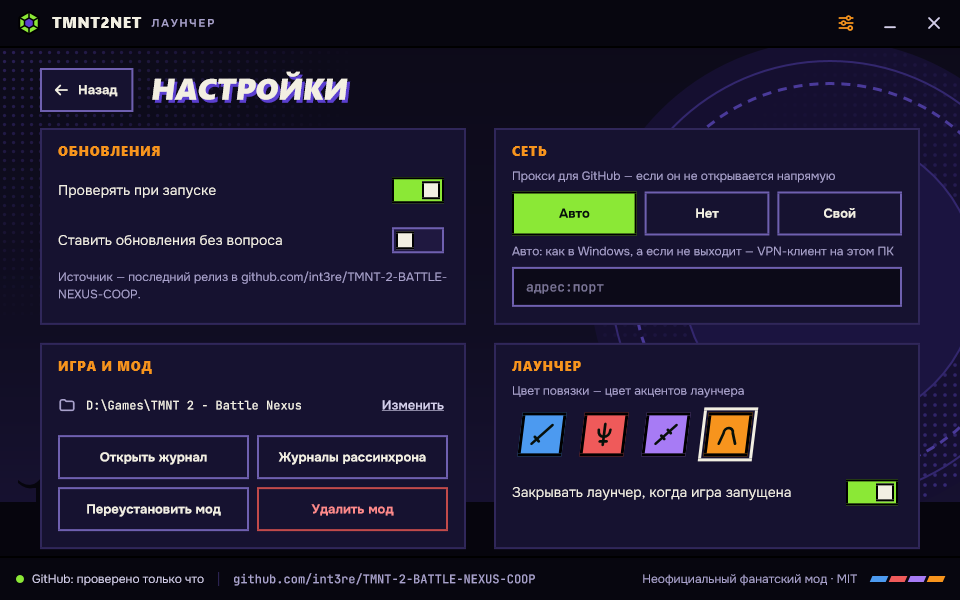 TMNT2NET ЛАУНЧЕР
Назад
НАСТРОЙКИ
ОБНОВЛЕНИЯ
Проверять при запуске
Ставить обновления без вопроса
Источник — последний релиз в github.com/int3re/TMNT-2-BATTLE-
NEXUS-COOP.
СЕТЬ
Прокси для GitHub — если он не открывается напрямую
Авто
Нет
Свой
Авто: как в Windows, а если не выходит — VPN-клиент на этом ПК
адрес:порт
ИГРА И МОД
D:\Games\TMNT 2 - Battle Nexus
Изменить
Открыть журнал
Журналы рассинхрона
Переустановить мод
Удалить мод
ЛАУНЧЕР
Цвет повязки — цвет акцентов лаунчера
Закрывать лаунчер, когда игра запущена
GitHub: проверено только что
github.com/int3re/TMNT-2-BATTLE-NEXUS-COOP
Неофициальный фанатский мод · MIT